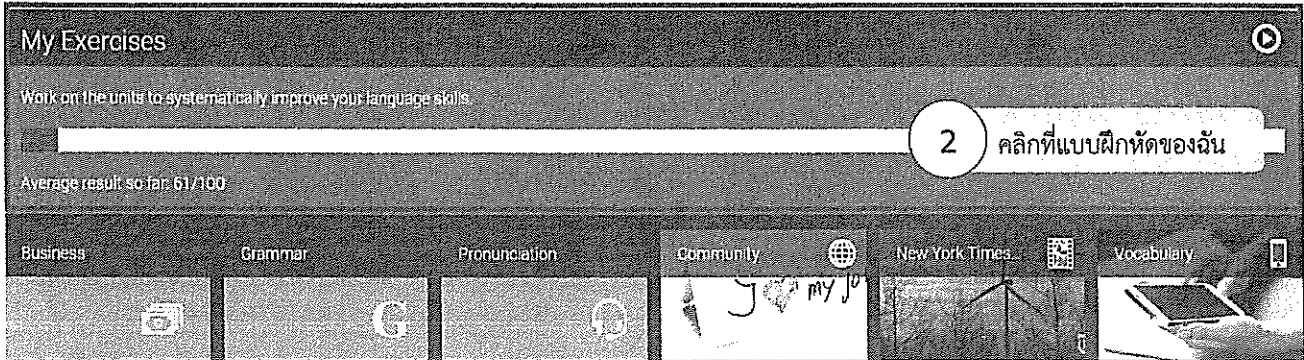 My Exercises
Work on the units to systematically improve your language skills.
2 คลิกที่แบบฝึกหัดของฉัน
Average result so far: 61/100
Business Grammar Pronunciation Community New York Times... Vocabulary
G
my jo